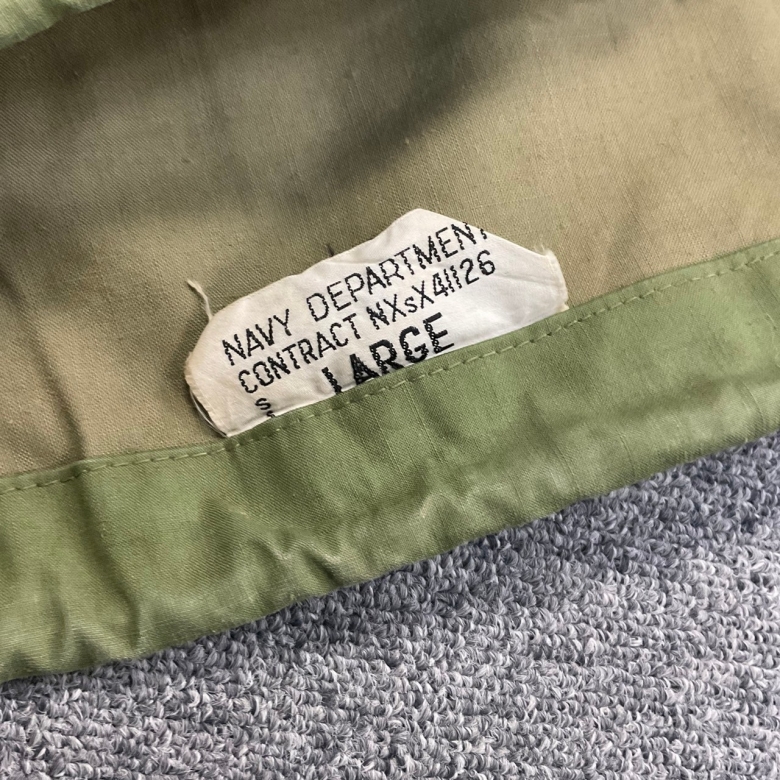 NAVY DEPARTMENT
CONTRACT NXsX41126
LARGE